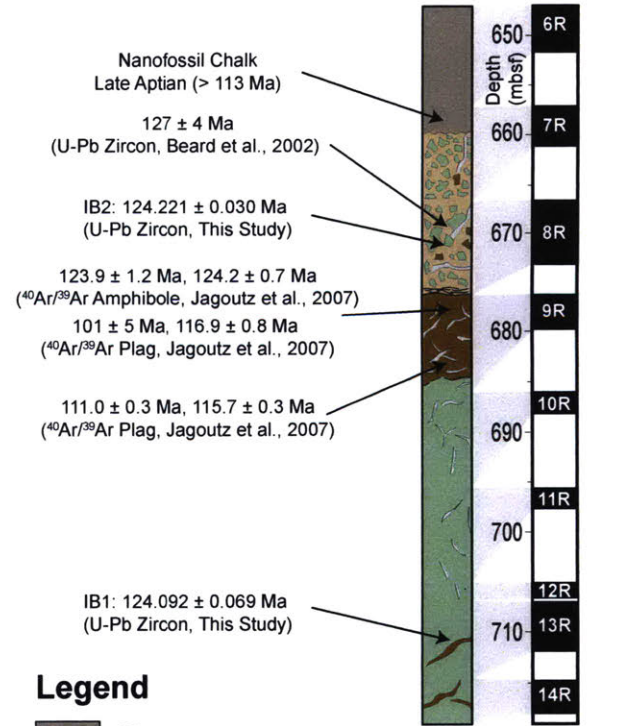 Nanofossil Chalk
Late Aptian (> 113 Ma)
127 ± 4 Ma
(U-Pb Zircon, Beard et al., 2002)
IB2: 124.221 ± 0.030 Ma
(U-Pb Zircon, This Study)
123.9 ± 1.2 Ma, 124.2 ± 0.7 Ma
(⁴⁰Ar/³⁹Ar Amphibole, Jagoutz et al., 2007)
101 ± 5 Ma, 116.9 ± 0.8 Ma
(⁴⁰Ar/³⁹Ar Plag, Jagoutz et al., 2007)
111.0 ± 0.3 Ma, 115.7 ± 0.3 Ma
(⁴⁰Ar/³⁹Ar Plag, Jagoutz et al., 2007)
IB1: 124.092 ± 0.069 Ma
(U-Pb Zircon, This Study)
Legend
Depth
(mbsf)
650
660
670
680
690
700
710
6R
7R
8R
9R
10R
11R
12R
13R
14R